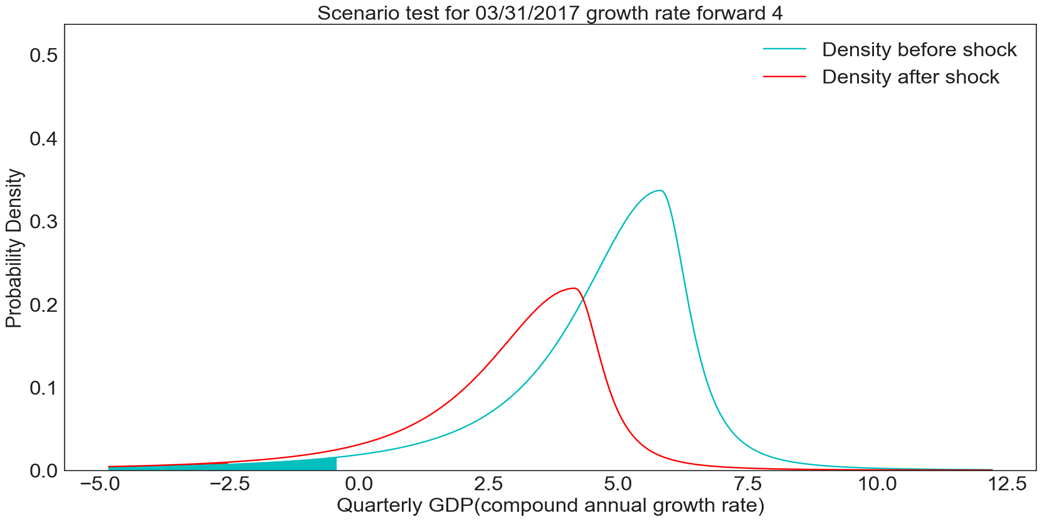 Scenario test for 03/31/2017 growth rate forward 4
Density before shock
Density after shock
Probability Density
0.5
0.4
0.3
0.2
0.1
0.0
−5.0 −2.5 0.0 2.5 5.0 7.5 10.0 12.5
Quarterly GDP(compound annual growth rate)